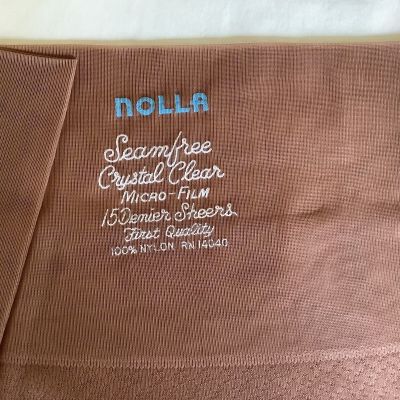 NOLLA
Seamfree
Crystal Clear
MICRO-FILM
15 Denier Sheers
First Quality
100% NYLON RN 14040